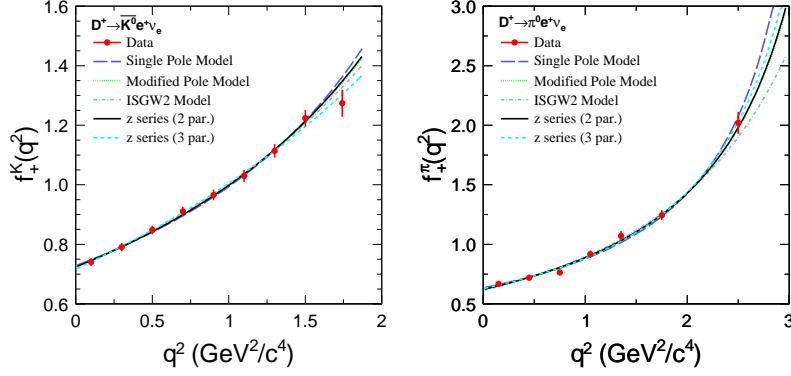 D⁺→K̅⁰e⁺νₑ
Data
Single Pole Model
Modified Pole Model
ISGW2 Model
z series (2 par.)
z series (3 par.)
f₊ᴷ(q²)
1.6
1.4
1.2
1.0
0.8
0.6
0
0.5
1
1.5
2
q² (GeV²/c⁴)
D⁺→π⁰e⁺νₑ
Data
Single Pole Model
Modified Pole Model
ISGW2 Model
z series (2 par.)
z series (3 par.)
f₊^π(q²)
3.0
2.5
2.0
1.5
1.0
0.5
0
1
2
3
q² (GeV²/c⁴)